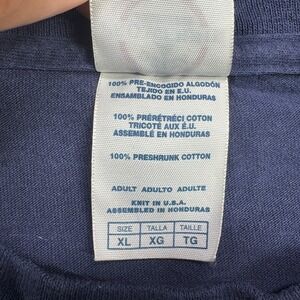 100% PRE-ENCOGIDO ALGODÓN
TEJIDO EN E.U.
ENSAMBLADO EN HONDURAS
100% PRÉRÉTRÉCI COTON
TRICOTÉ AUX É.U.
ASSEMBLÉ EN HONDURAS
100% PRESHRUNK COTTON
ADULT ADULTO ADULTE
KNIT IN U.S.A.
ASSEMBLED IN HONDURAS
SIZE TALLA TAILLE
XL XG TG